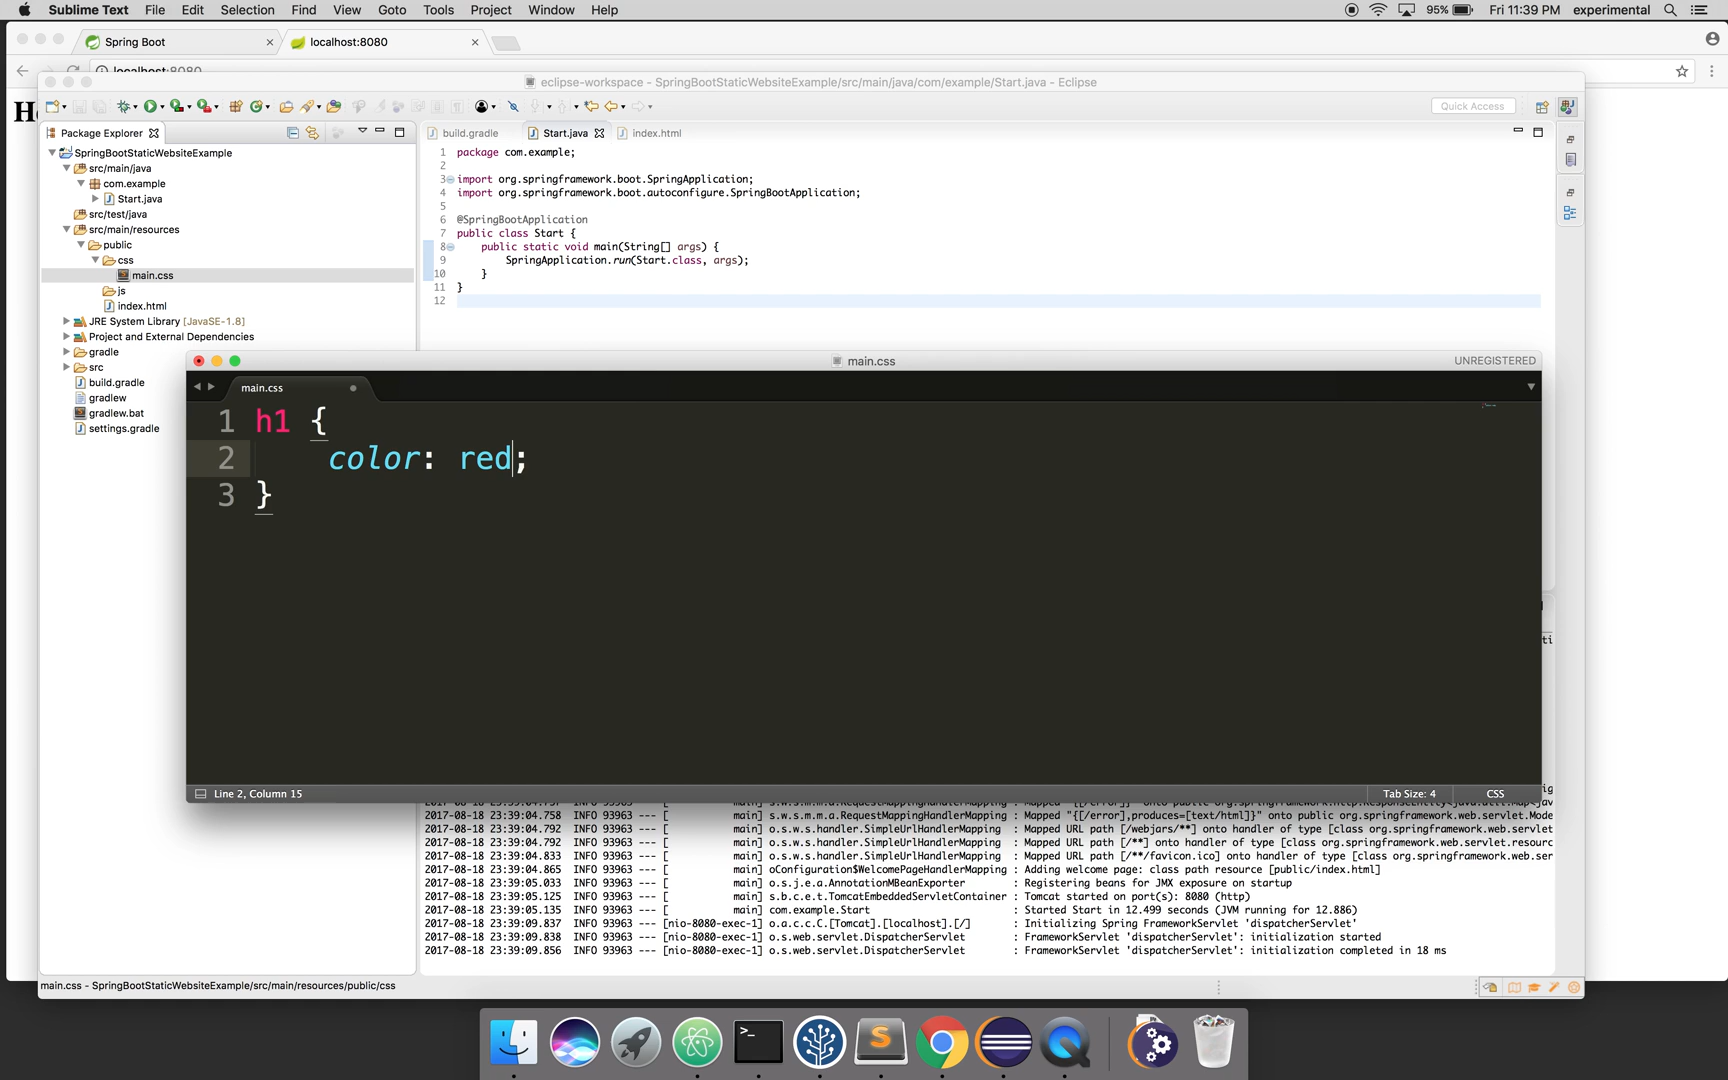 Sublime Text File Edit Selection Find View Goto Tools Project Window Help 95% Fri 11:39 PM experimental
Spring Boot localhost:8080
localhost:8080
eclipse-workspace - SpringBootStaticWebsiteExample/src/main/java/com/example/Start.java - Eclipse
Quick Access
Package Explorer
SpringBootStaticWebsiteExample
src/main/java
com.example
Start.java
src/test/java
src/main/resources
public
css
main.css
js
index.html
JRE System Library [JavaSE-1.8]
Project and External Dependencies
gradle
src
build.gradle
gradlew
gradlew.bat
settings.gradle
build.gradle Start.java index.html
1 package com.example;
2
3 import org.springframework.boot.SpringApplication;
4 import org.springframework.boot.autoconfigure.SpringBootApplication;
5
6 @SpringBootApplication
7 public class Start {
8 public static void main(String[] args) {
9 SpringApplication.run(Start.class, args);
10 }
11 }
12
main.css UNREGISTERED
main.css
1 h1 {
2 color: red;
3 }
Line 2, Column 15 Tab Size: 4 CSS
2017-08-18 23:39:04.758 INFO 93963 --- [ main] s.w.s.m.m.a.RequestMappingHandlerMapping : Mapped "{[/error],produces=[text/html]}" onto public org.springframework.web.servlet.Mode
2017-08-18 23:39:04.792 INFO 93963 --- [ main] o.s.w.s.handler.SimpleUrlHandlerMapping : Mapped URL path [/webjars/**] onto handler of type [class org.springframework.web.servlet.resourc
2017-08-18 23:39:04.792 INFO 93963 --- [ main] o.s.w.s.handler.SimpleUrlHandlerMapping : Mapped URL path [/**] onto handler of type [class org.springframework.web.servlet.resource.
2017-08-18 23:39:04.833 INFO 93963 --- [ main] o.s.w.s.handler.SimpleUrlHandlerMapping : Mapped URL path [/**/favicon.ico] onto handler of type [class org.springframework.web.ser
2017-08-18 23:39:04.865 INFO 93963 --- [ main] oConfiguration$WelcomePageHandlerMapping : Adding welcome page: class path resource [public/index.html]
2017-08-18 23:39:05.033 INFO 93963 --- [ main] o.s.j.e.a.AnnotationMBeanExporter : Registering beans for JMX exposure on startup
2017-08-18 23:39:05.125 INFO 93963 --- [ main] s.b.c.e.t.TomcatEmbeddedServletContainer : Tomcat started on port(s): 8080 (http)
2017-08-18 23:39:05.135 INFO 93963 --- [ main] com.example.Start : Started Start in 12.499 seconds (JVM running for 12.886)
2017-08-18 23:39:09.837 INFO 93963 --- [nio-8080-exec-1] o.a.c.c.C.[Tomcat].[localhost].[/] : Initializing Spring FrameworkServlet 'dispatcherServlet'
2017-08-18 23:39:09.838 INFO 93963 --- [nio-8080-exec-1] o.s.web.servlet.DispatcherServlet : FrameworkServlet 'dispatcherServlet': initialization started
2017-08-18 23:39:09.856 INFO 93963 --- [nio-8080-exec-1] o.s.web.servlet.DispatcherServlet : FrameworkServlet 'dispatcherServlet': initialization completed in 18 ms
main.css - SpringBootStaticWebsiteExample/src/main/resources/public/css